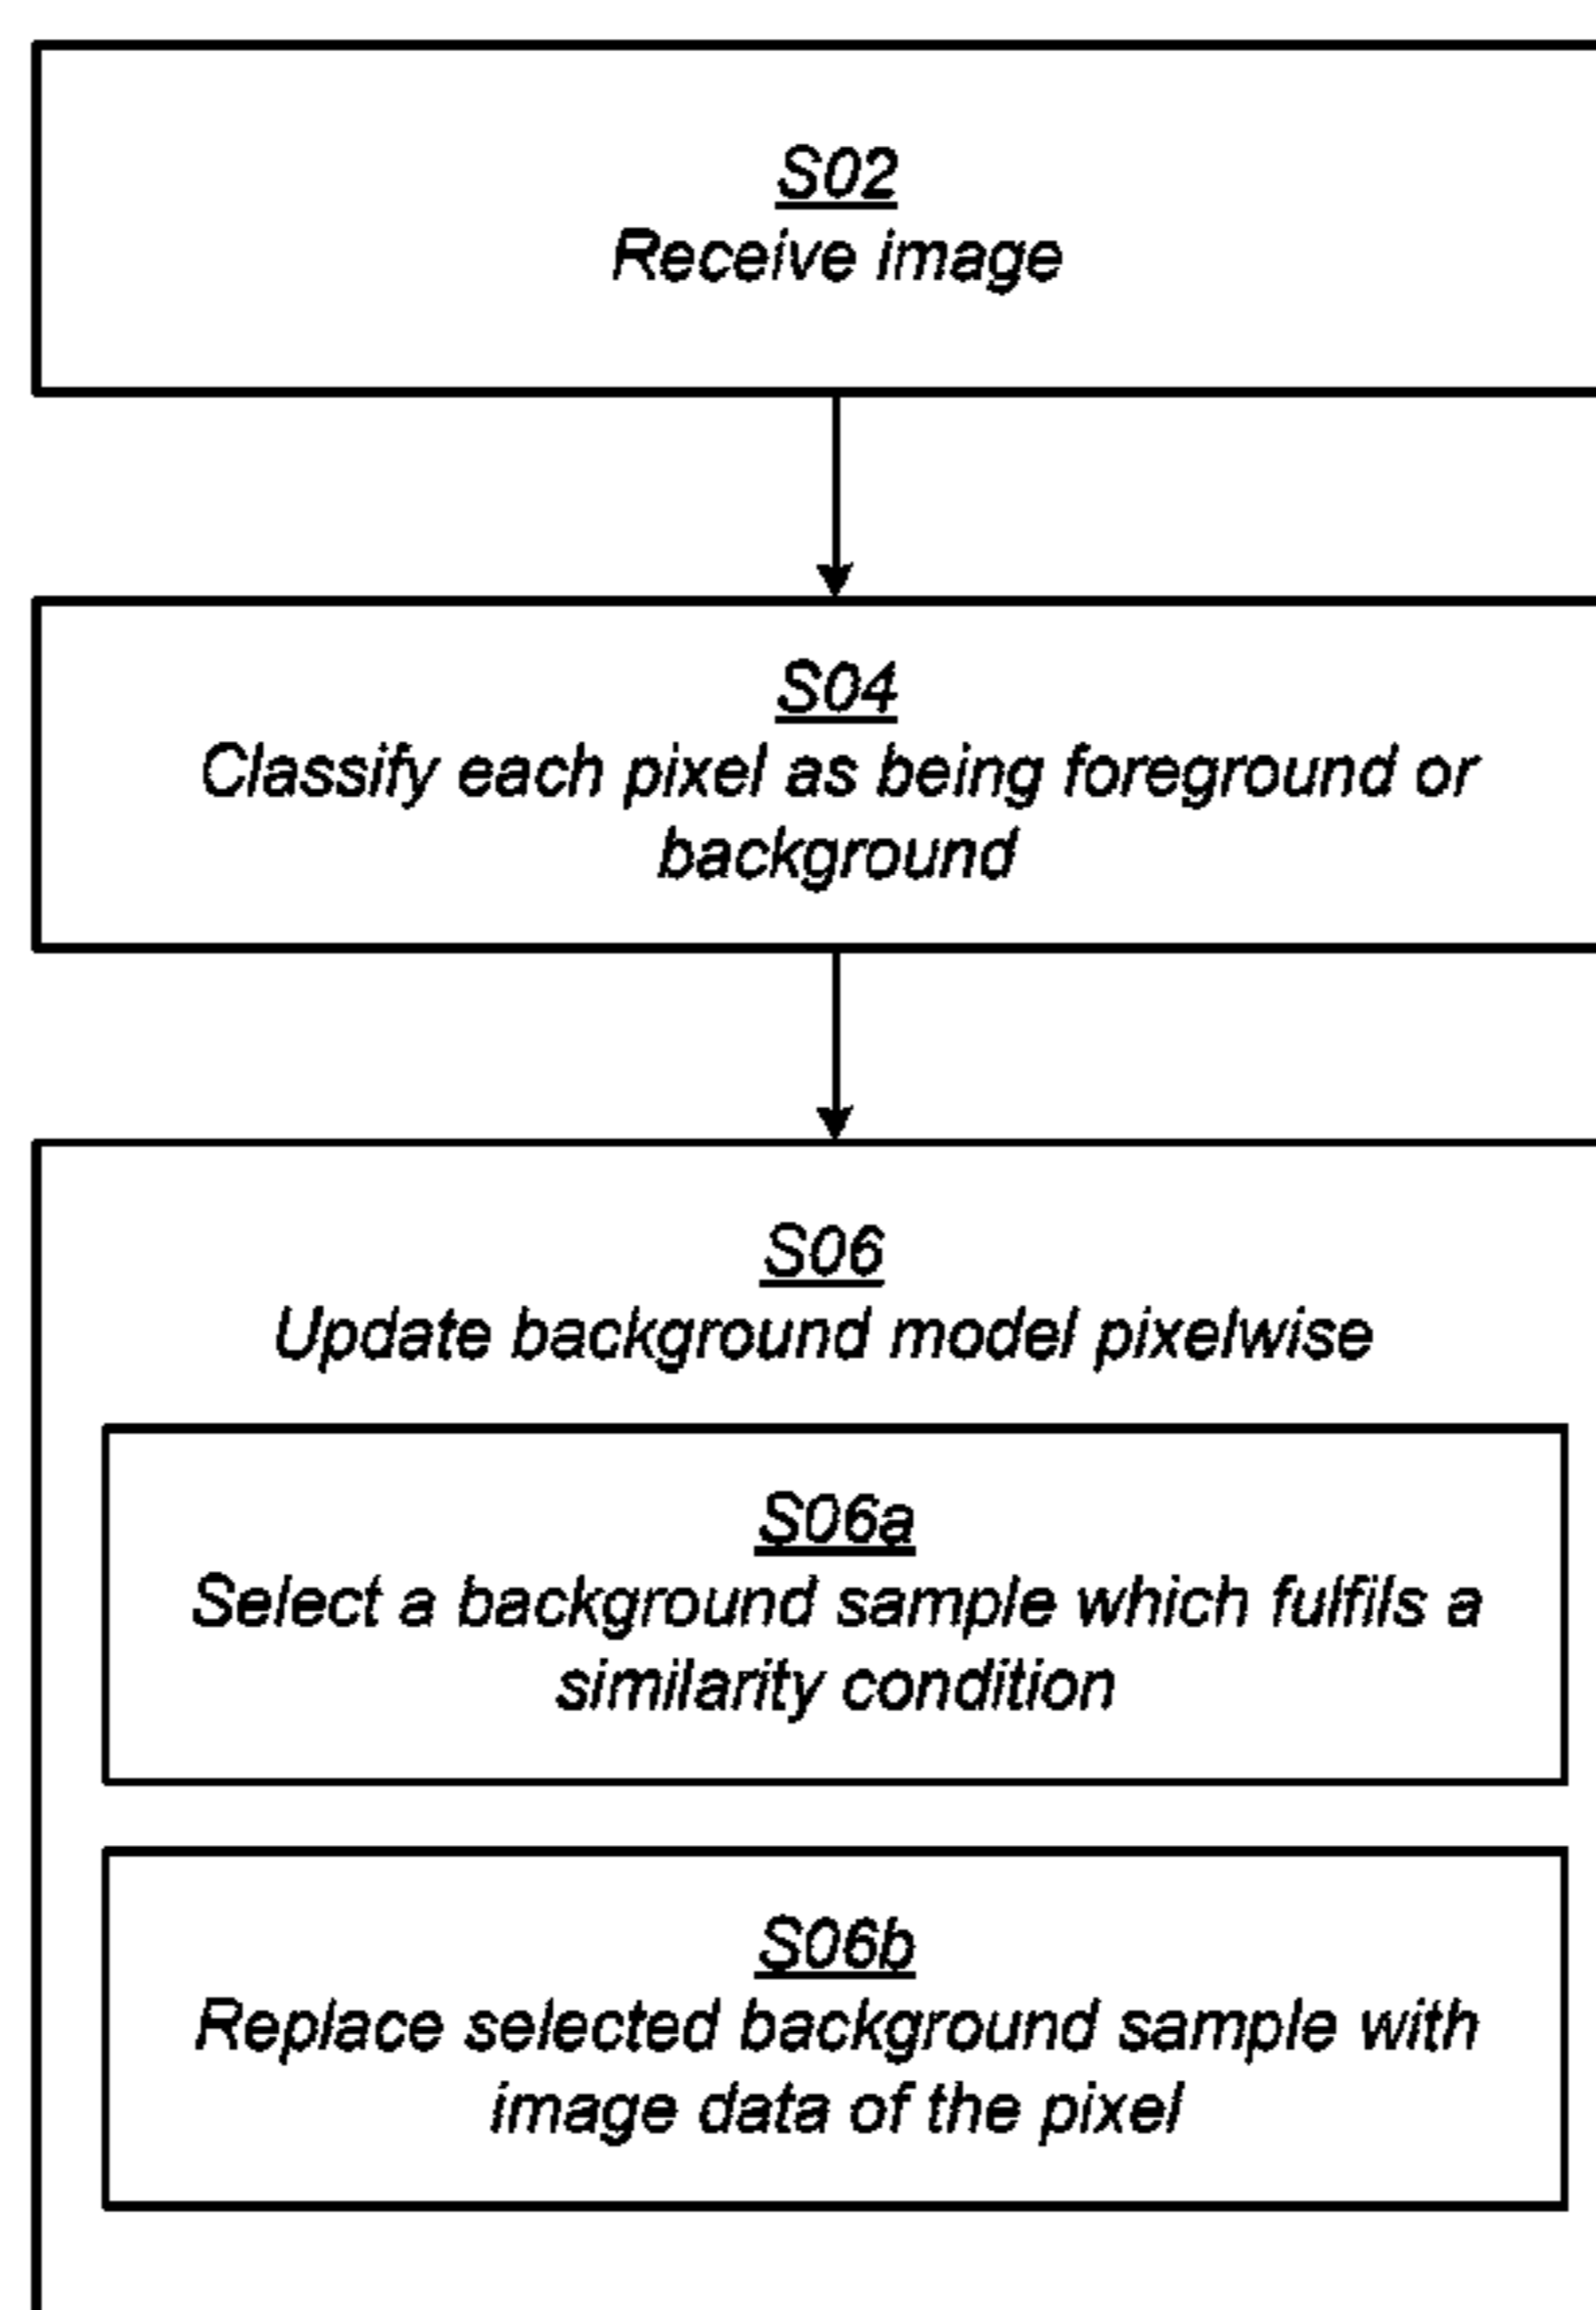 S02
Receive image
S04
Classify each pixel as being foreground or
background
S06
Update background model pixelwise
S06a
Select a background sample which fulfils a
similarity condition
S06b
Replace selected background sample with
image data of the pixel